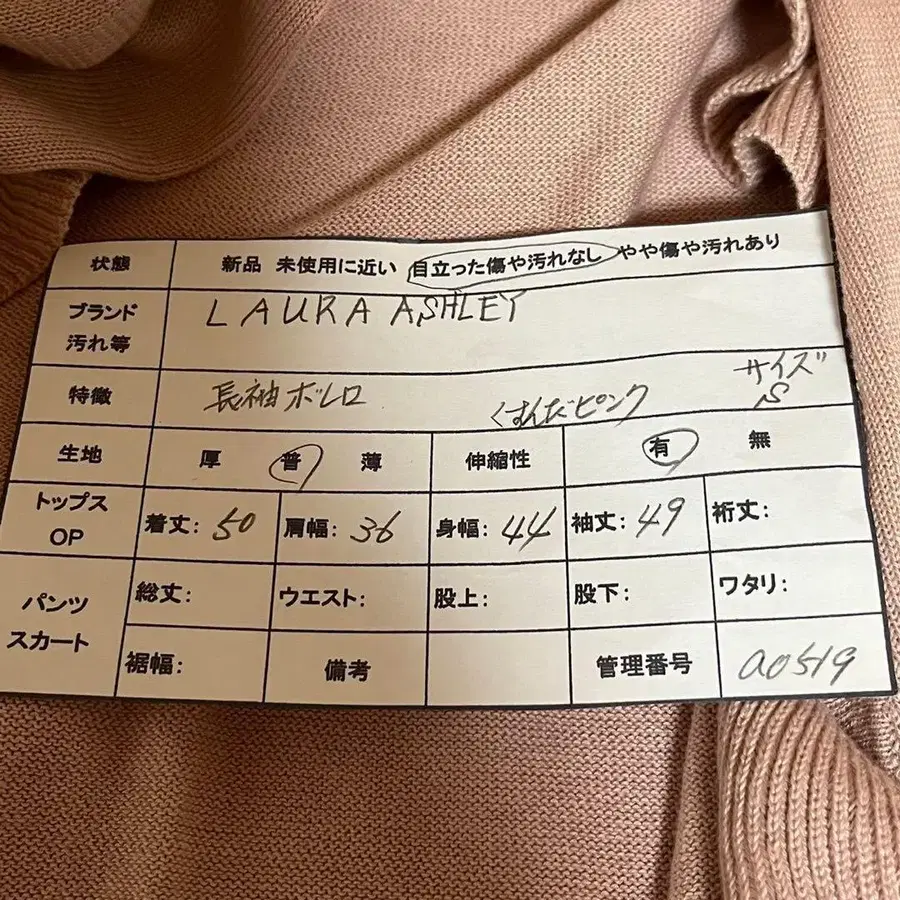 状態 新品 未使用に近い 目立った傷や汚れなし やや傷や汚れあり
ブランド 汚れ等 LAURA ASHLEY
特徴 長袖ボレロ くすんだピンク サイズ S
生地 厚 普 薄 伸縮性 有 無
トップス OP 着丈: 50 肩幅: 36 身幅: 44 袖丈: 49 裄丈:
パンツ スカート 総丈: ウエスト: 股上: 股下: ワタリ:
裾幅: 備考 管理番号 a0519